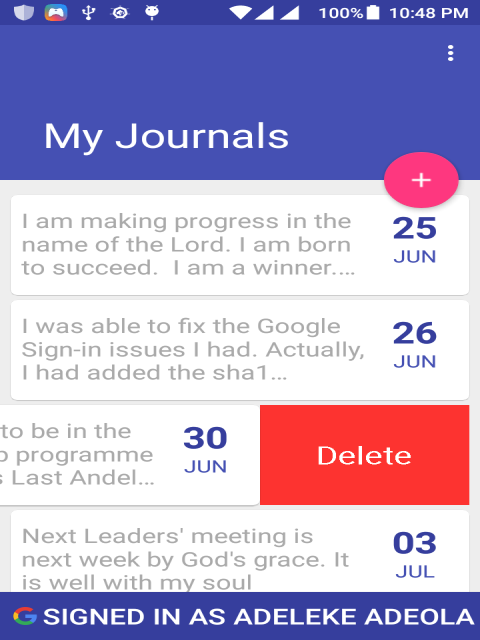 100% 10:48 PM
My Journals
+
I am making progress in the
name of the Lord. I am born
to succeed.  I am a winner....
25
JUN
I was able to fix the Google
Sign-in issues I had. Actually,
I had added the sha1...
26
JUN
to be in the
programme
s Last Andel...
30
JUN
Delete
Next Leaders' meeting is
next week by God's grace. It
is well with my soul
03
JUL
SIGNED IN AS ADELEKE ADEOLA